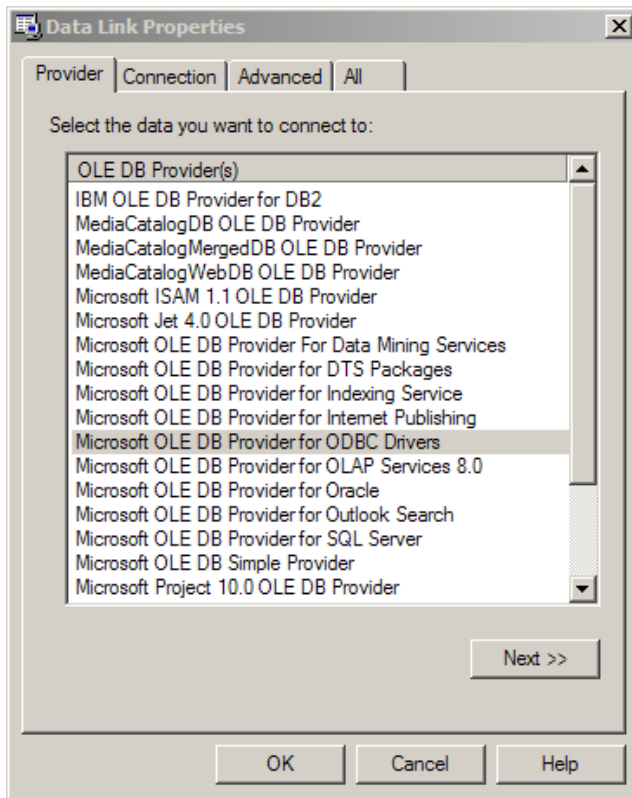 Data Link Properties
Provider Connection Advanced All
Select the data you want to connect to:
OLE DB Provider(s)
IBM OLE DB Provider for DB2
MediaCatalogDB OLE DB Provider
MediaCatalogMergedDB OLE DB Provider
MediaCatalogWebDB OLE DB Provider
Microsoft ISAM 1.1 OLE DB Provider
Microsoft Jet 4.0 OLE DB Provider
Microsoft OLE DB Provider For Data Mining Services
Microsoft OLE DB Provider for DTS Packages
Microsoft OLE DB Provider for Indexing Service
Microsoft OLE DB Provider for Internet Publishing
Microsoft OLE DB Provider for ODBC Drivers
Microsoft OLE DB Provider for OLAP Services 8.0
Microsoft OLE DB Provider for Oracle
Microsoft OLE DB Provider for Outlook Search
Microsoft OLE DB Provider for SQL Server
Microsoft OLE DB Simple Provider
Microsoft Project 10.0 OLE DB Provider
Next >>
OK Cancel Help